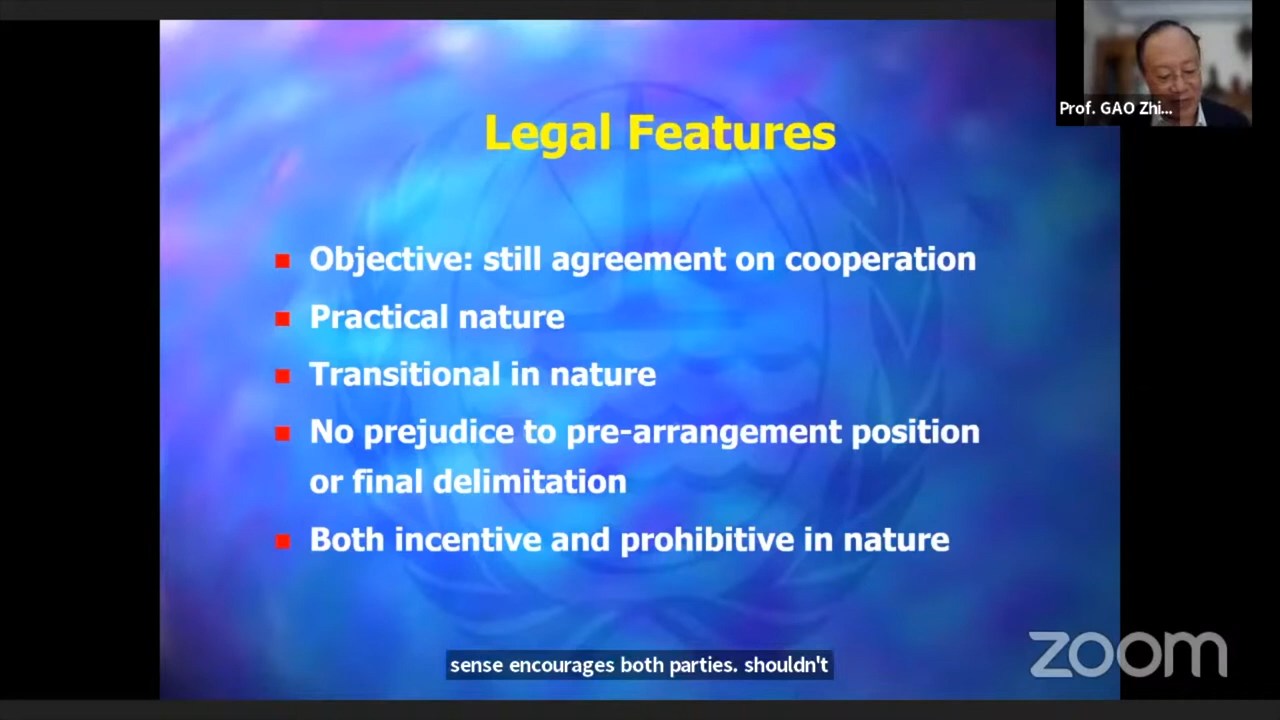 Prof. GAO Zhi...
Legal Features
Objective: still agreement on cooperation
Practical nature
Transitional in nature
No prejudice to pre-arrangement position
or final delimitation
Both incentive and prohibitive in nature
sense encourages both parties. shouldn't
zoom